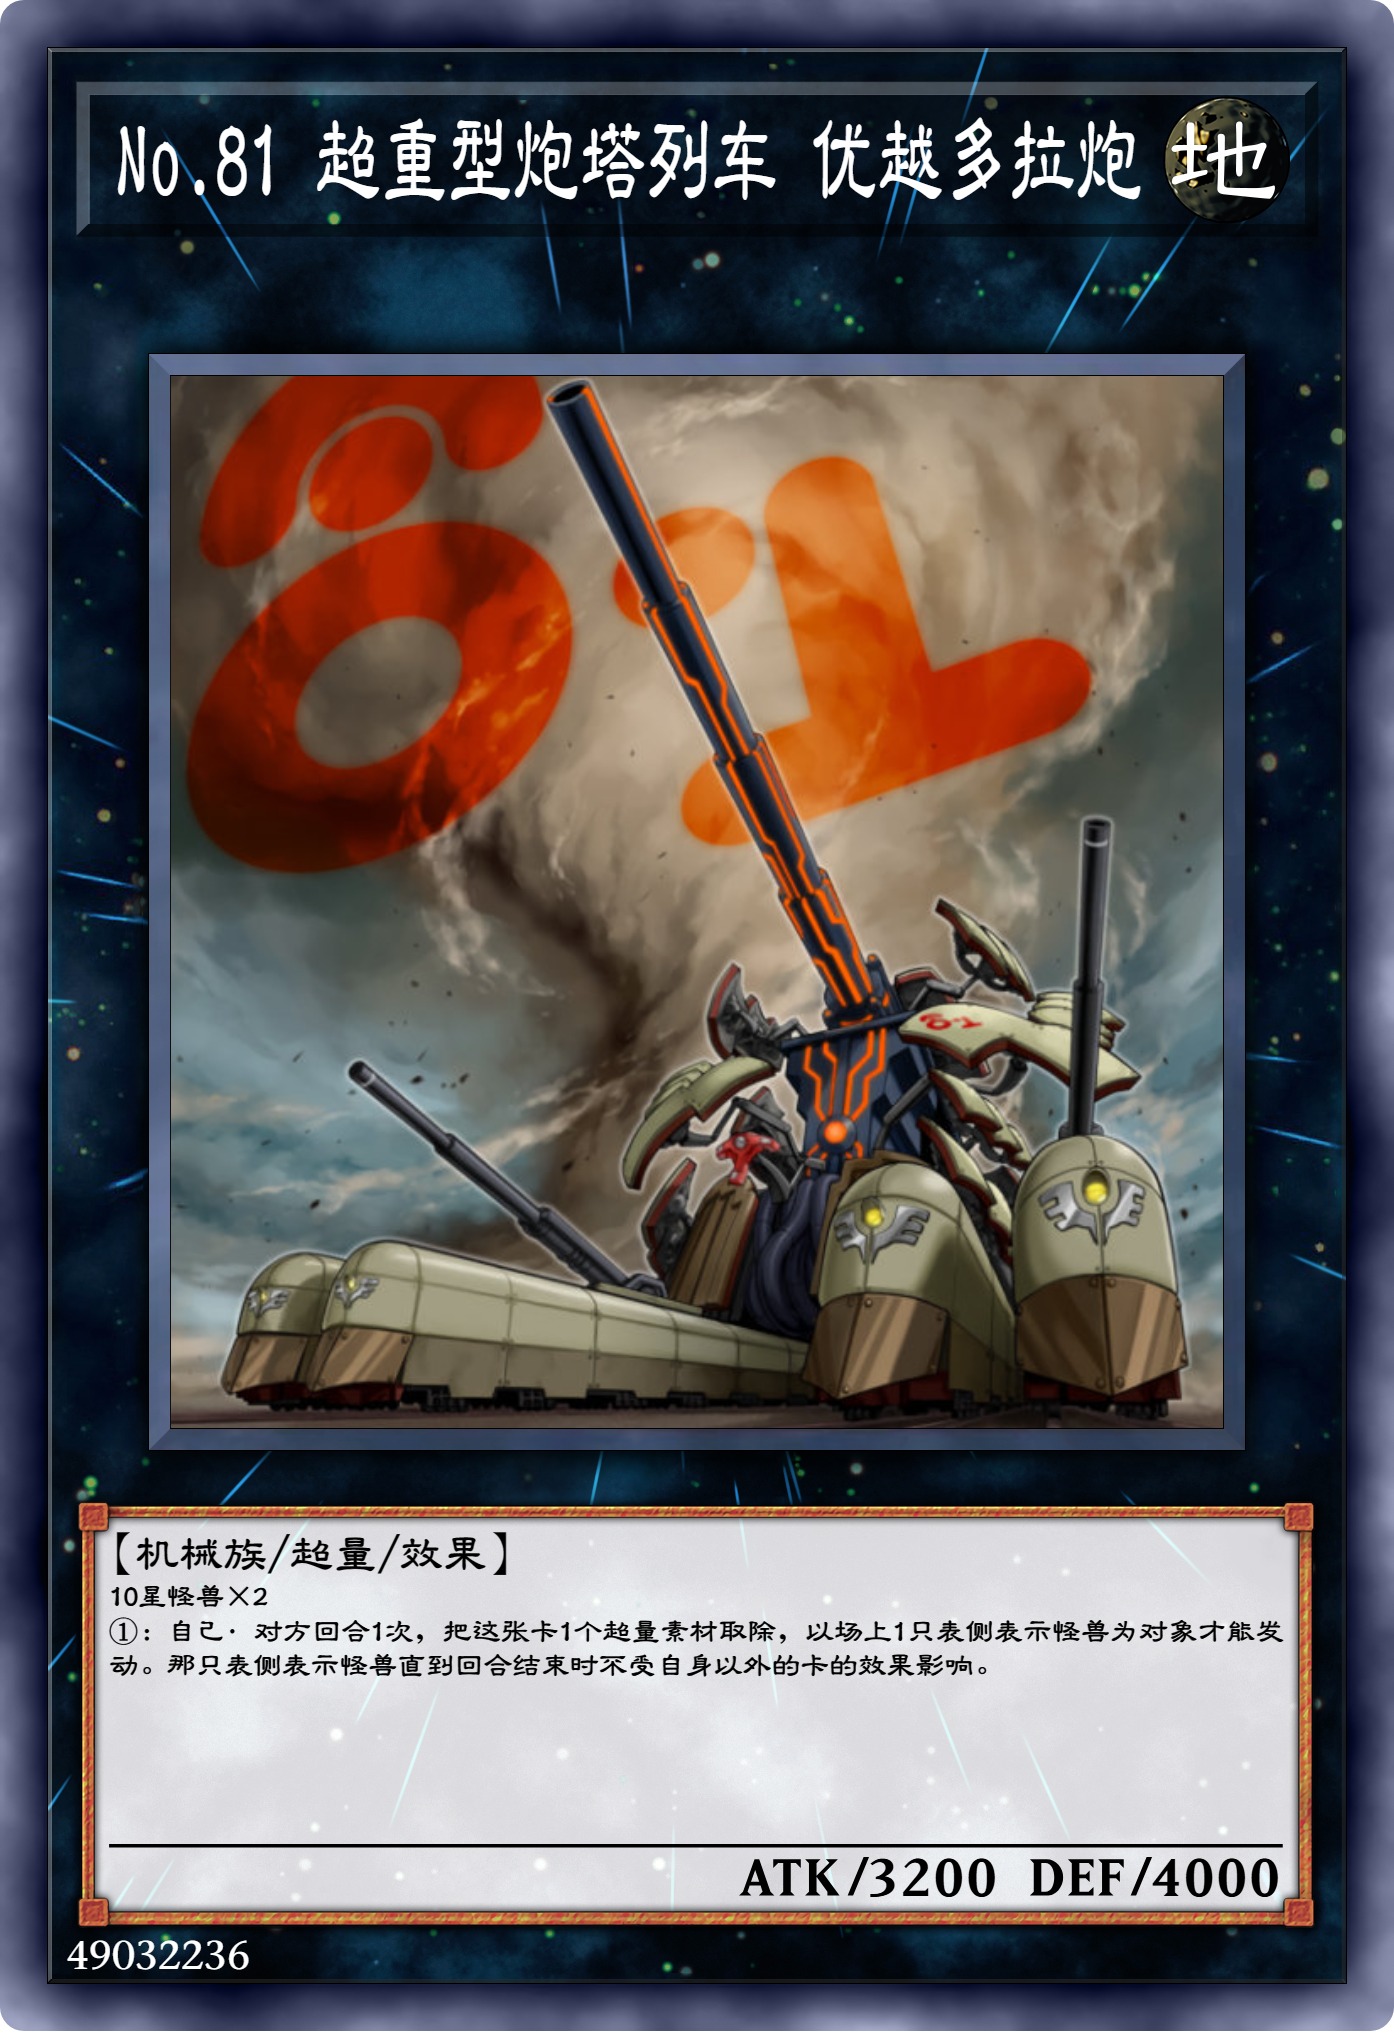 No.81 超重型炮塔列车 优越多拉炮 地
81
81
【机械族/超量/效果】
10星怪兽×2
①：自己·对方回合1次，把这张卡1个超量素材取除，以场上1只表侧表示怪兽为对象才能发
动。那只表侧表示怪兽直到回合结束时不受自身以外的卡的效果影响。
ATK/3200 DEF/4000
49032236